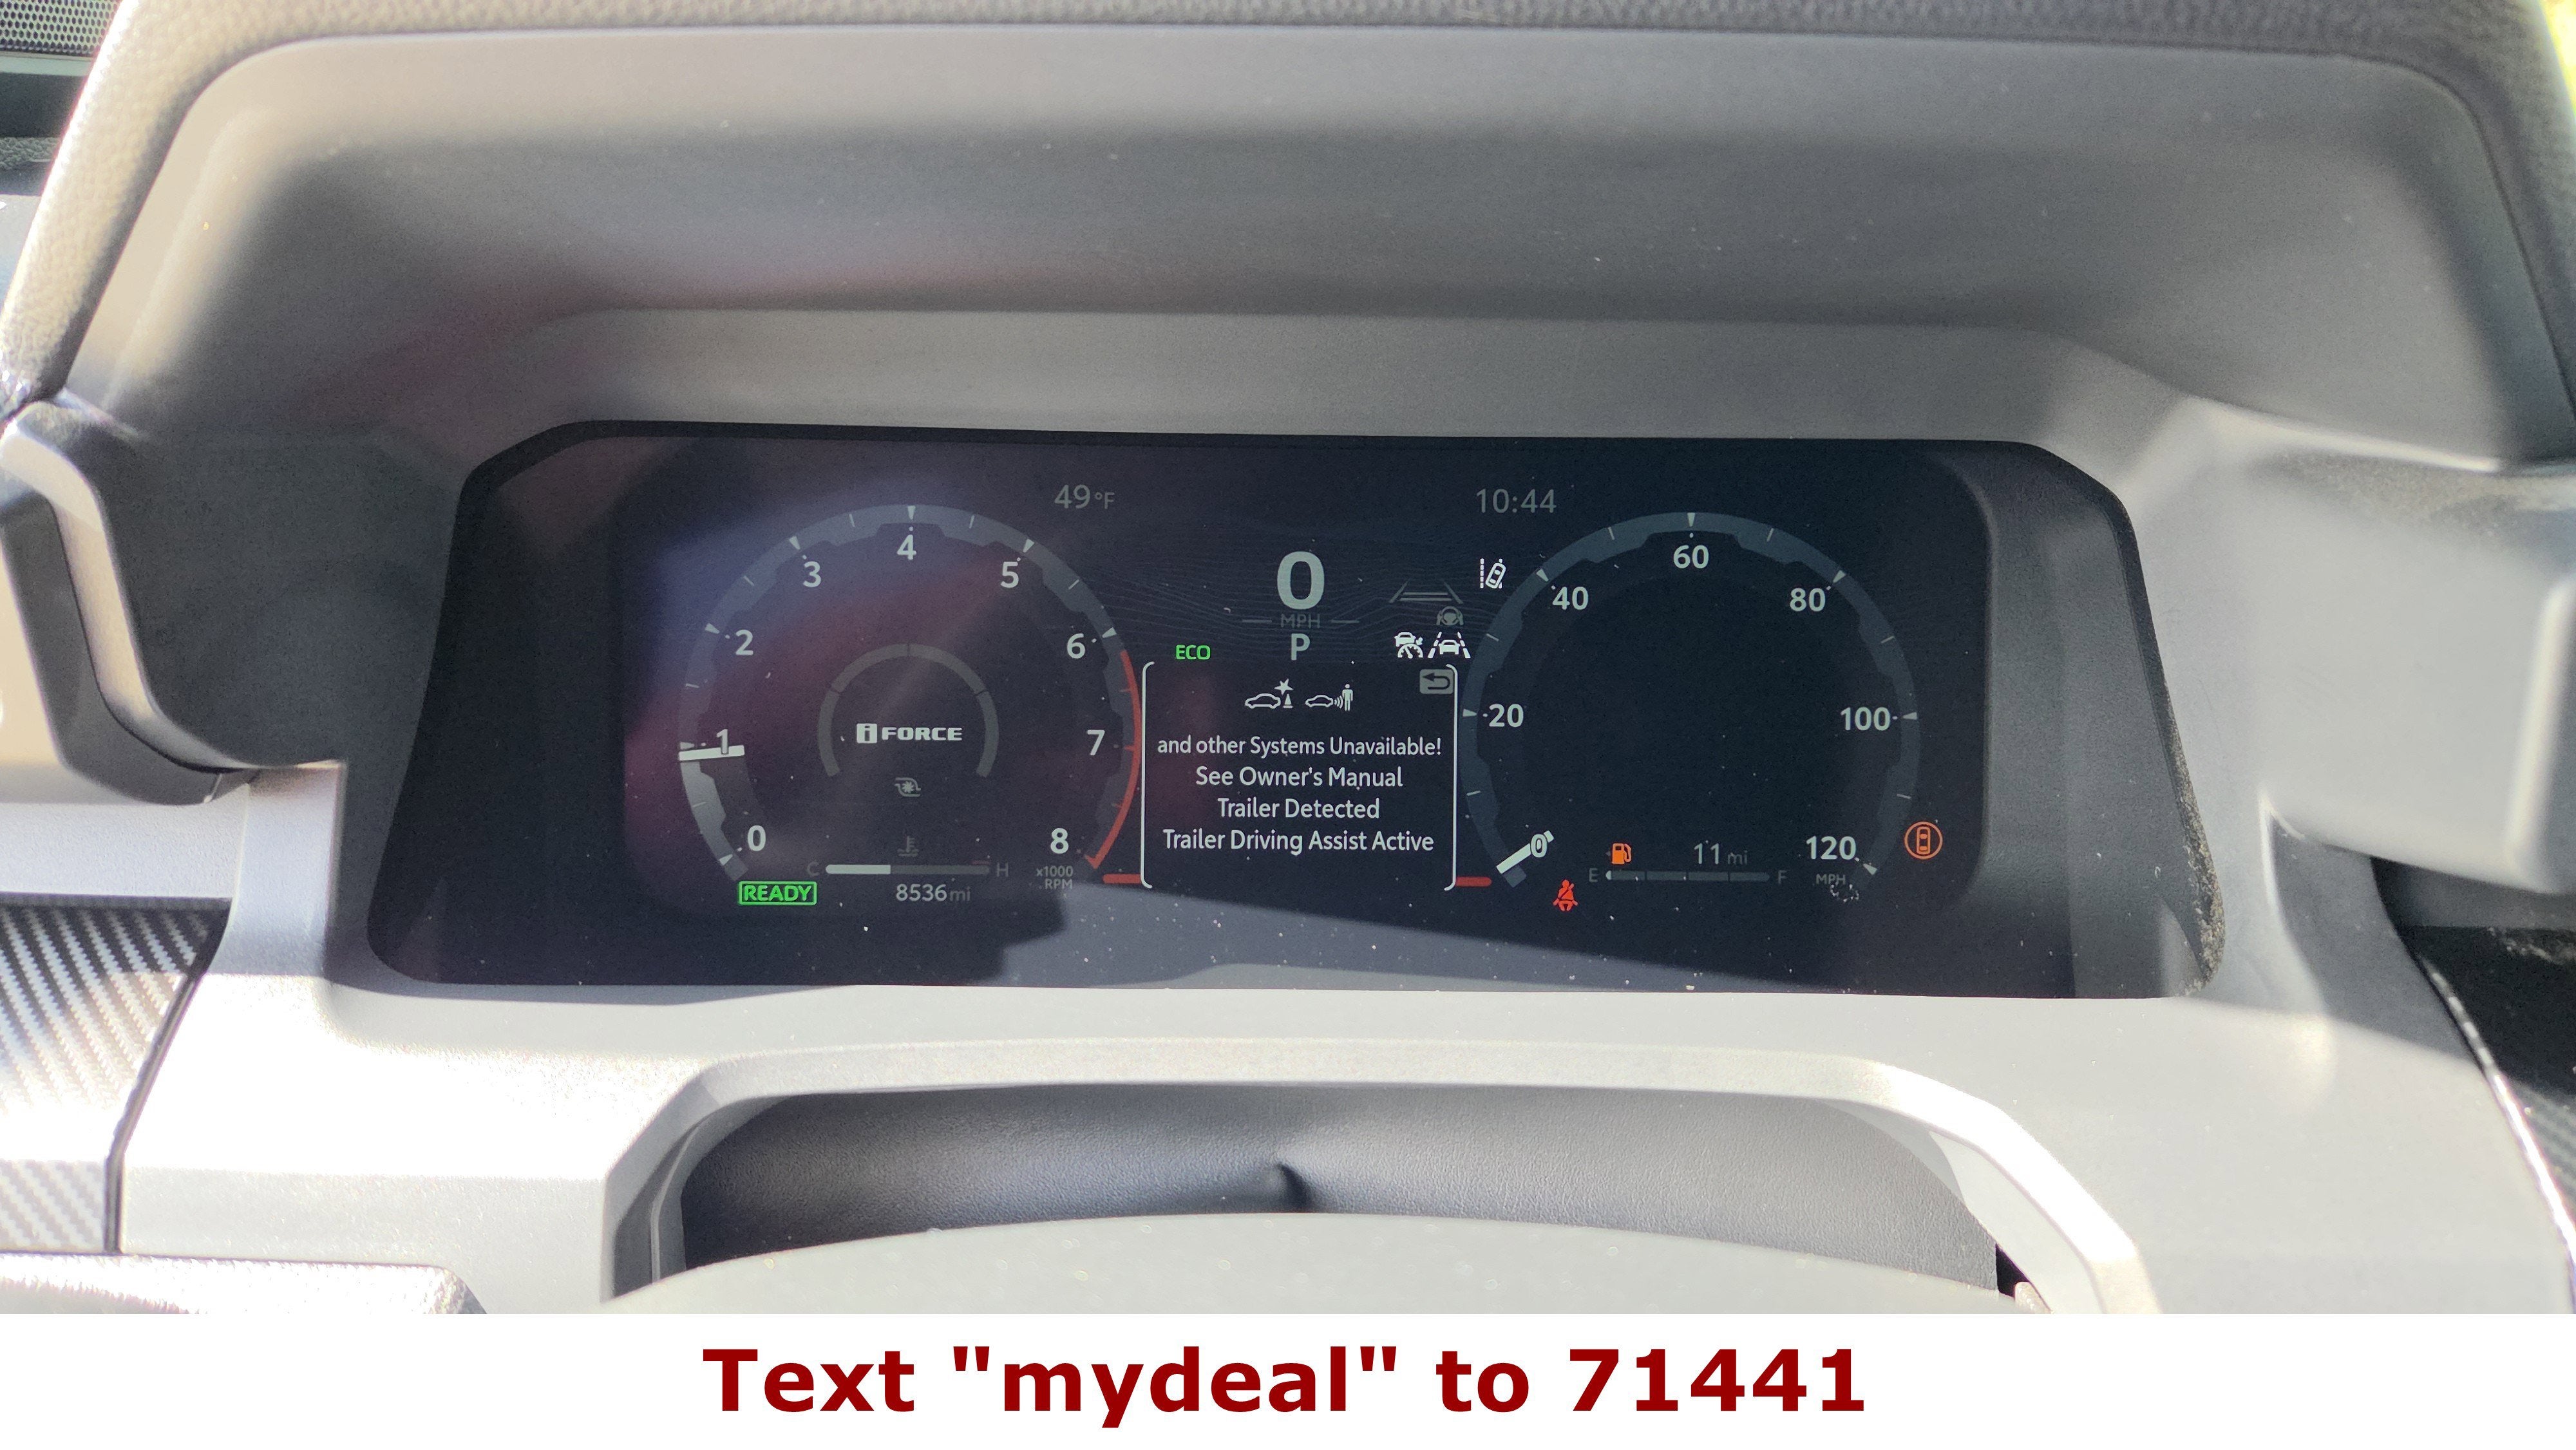 49°F
10:44
0
MPH
P
ECO
0
1
2
3
4
5
6
7
8
x1000
RPM
i FORCE
C
H
READY
8536 mi
and other Systems Unavailable!
See Owner's Manual
Trailer Detected
Trailer Driving Assist Active
0
20
40
60
80
100
120
MPH
11 mi
E
F
Text "mydeal" to 71441